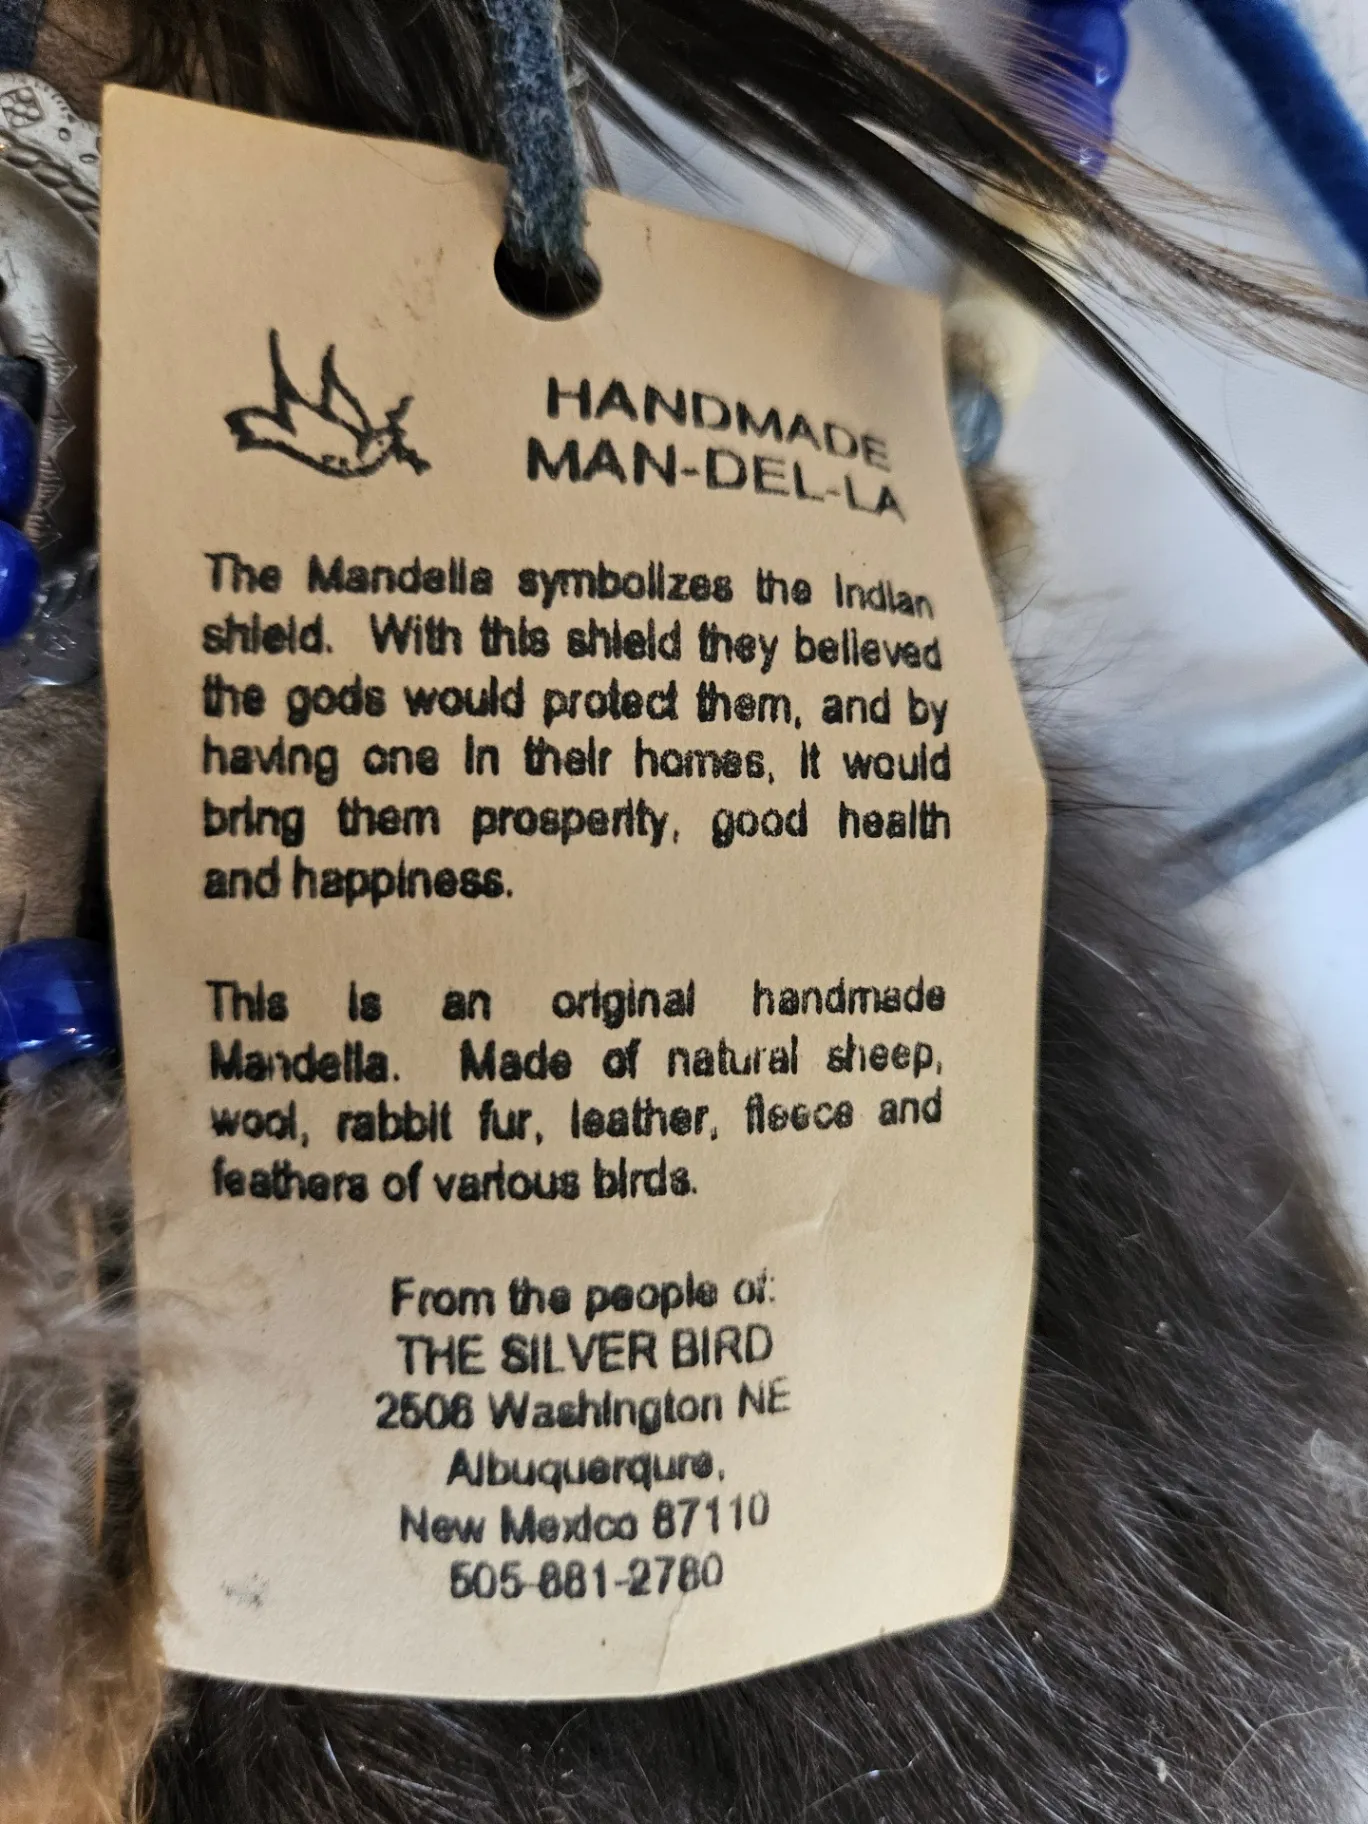 HANDMADE
MAN-DEL-LA
The Mandella symbolizes the Indian
shield. With this shield they believed
the gods would protect them, and by
having one in their homes, it would
bring them prosperity, good health
and happiness.
This is an original handmade
Mandella. Made of natural sheep,
wool, rabbit fur, leather, fleece and
feathers of various birds.
From the people of:
THE SILVER BIRD
2506 Washington NE
Albuquerqure,
New Mexico 87110
505-881-2780